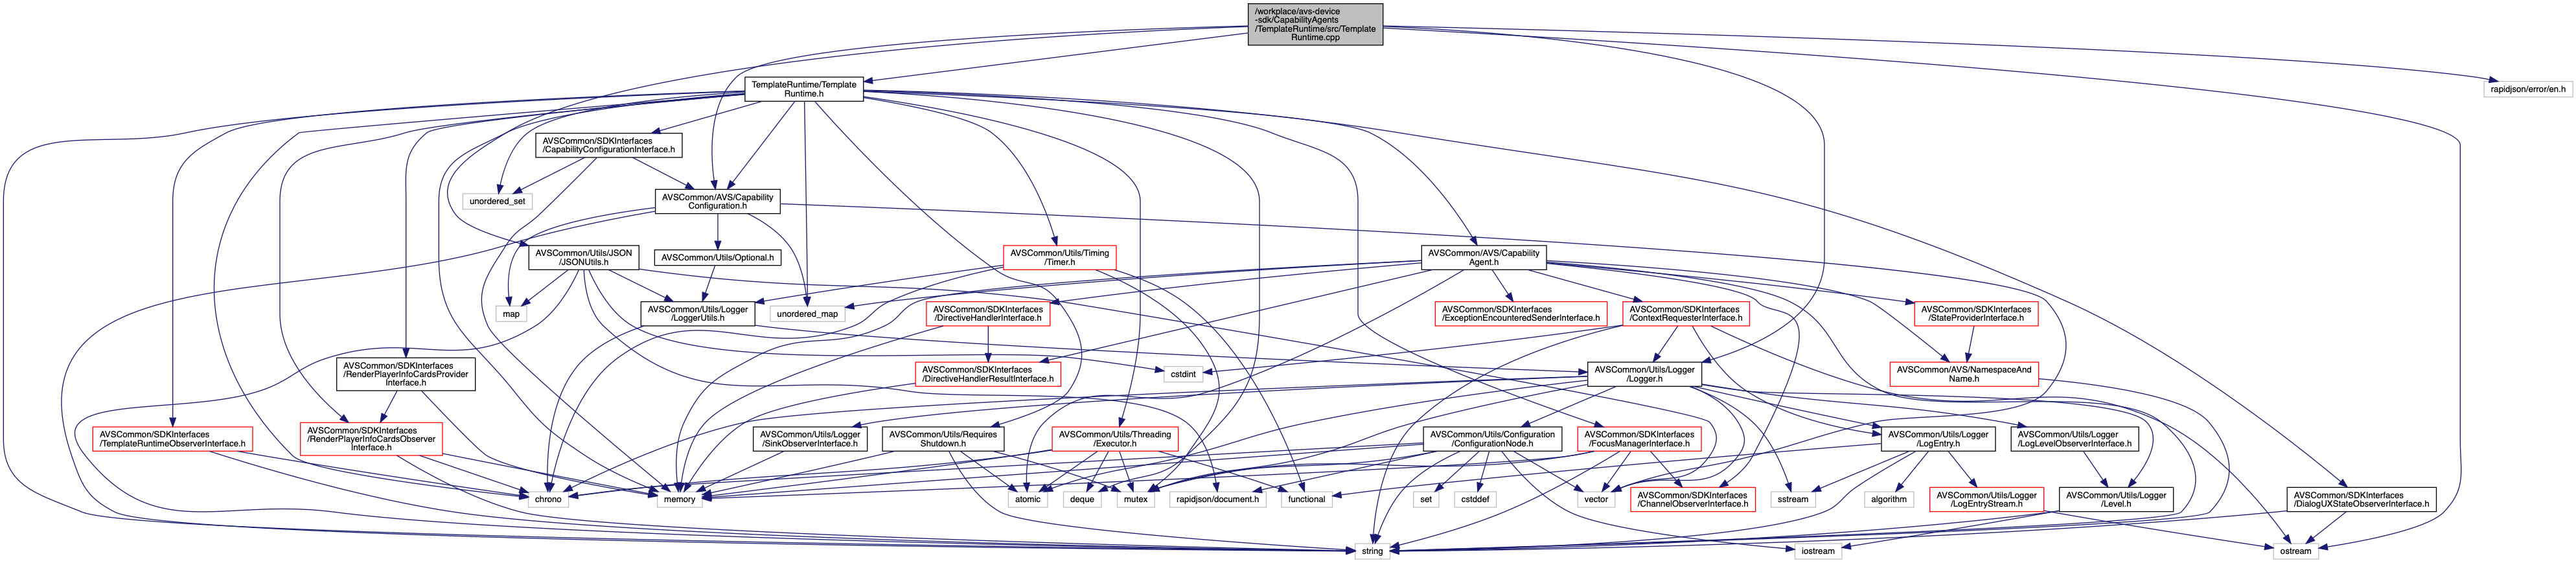 /workplace/avs-device
-sdk/CapabilityAgents
/TemplateRuntime/src/Template
Runtime.cpp
TemplateRuntime/Template
Runtime.h
rapidjson/error/en.h
AVSCommon/SDKInterfaces
/CapabilityConfigurationInterface.h
unordered_set
AVSCommon/AVS/Capability
Configuration.h
AVSCommon/Utils/JSON
/JSONUtils.h
AVSCommon/Utils/Optional.h
AVSCommon/Utils/Timing
/Timer.h
AVSCommon/AVS/Capability
Agent.h
map
AVSCommon/Utils/Logger
/LoggerUtils.h
unordered_map
AVSCommon/SDKInterfaces
/DirectiveHandlerInterface.h
AVSCommon/SDKInterfaces
/ExceptionEncounteredSenderInterface.h
AVSCommon/SDKInterfaces
/ContextRequesterInterface.h
AVSCommon/SDKInterfaces
/StateProviderInterface.h
AVSCommon/SDKInterfaces
/RenderPlayerInfoCardsProvider
Interface.h
AVSCommon/SDKInterfaces
/DirectiveHandlerResultInterface.h
cstdint
AVSCommon/Utils/Logger
/Logger.h
AVSCommon/AVS/NamespaceAnd
Name.h
AVSCommon/SDKInterfaces
/TemplateRuntimeObserverInterface.h
AVSCommon/SDKInterfaces
/RenderPlayerInfoCardsObserver
Interface.h
AVSCommon/Utils/Logger
/SinkObserverInterface.h
AVSCommon/Utils/Requires
Shutdown.h
AVSCommon/Utils/Threading
/Executor.h
AVSCommon/Utils/Configuration
/ConfigurationNode.h
AVSCommon/SDKInterfaces
/FocusManagerInterface.h
AVSCommon/Utils/Logger
/LogEntry.h
AVSCommon/Utils/Logger
/LogLevelObserverInterface.h
chrono
memory
atomic
deque
mutex
rapidjson/document.h
functional
set
cstddef
vector
AVSCommon/SDKInterfaces
/ChannelObserverInterface.h
sstream
algorithm
AVSCommon/Utils/Logger
/LogEntryStream.h
AVSCommon/Utils/Logger
/Level.h
AVSCommon/SDKInterfaces
/DialogUXStateObserverInterface.h
string
iostream
ostream